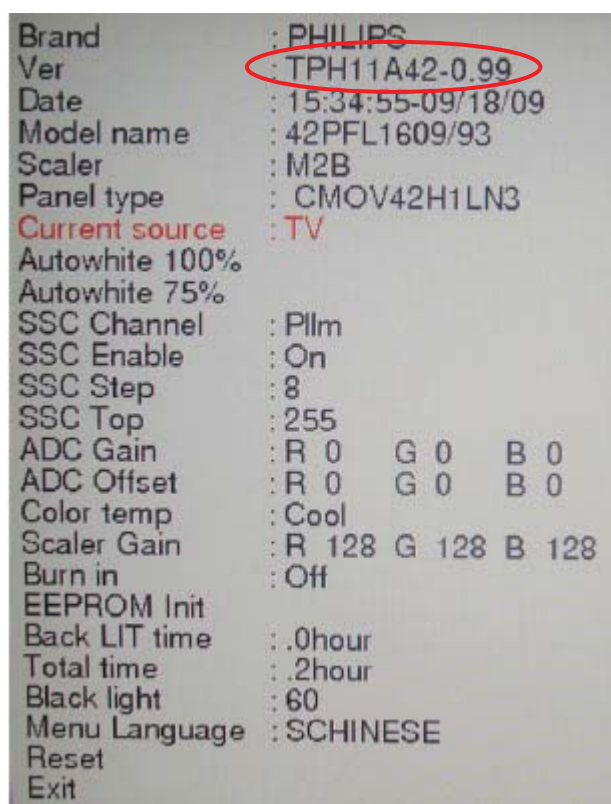 Brand : PHILIPS
Ver : TPH11A42-0.99
Date : 15:34:55-09/18/09
Model name : 42PFL1609/93
Scaler : M2B
Panel type : CMOV42H1LN3
Current source : TV
Autowhite 100%
Autowhite 75%
SSC Channel : Pllm
SSC Enable : On
SSC Step : 8
SSC Top : 255
ADC Gain : R 0 G 0 B 0
ADC Offset : R 0 G 0 B 0
Color temp : Cool
Scaler Gain : R 128 G 128 B 128
Burn in : Off
EEPROM Init
Back LIT time : .0hour
Total time : .2hour
Black light : 60
Menu Language : SCHINESE
Reset
Exit